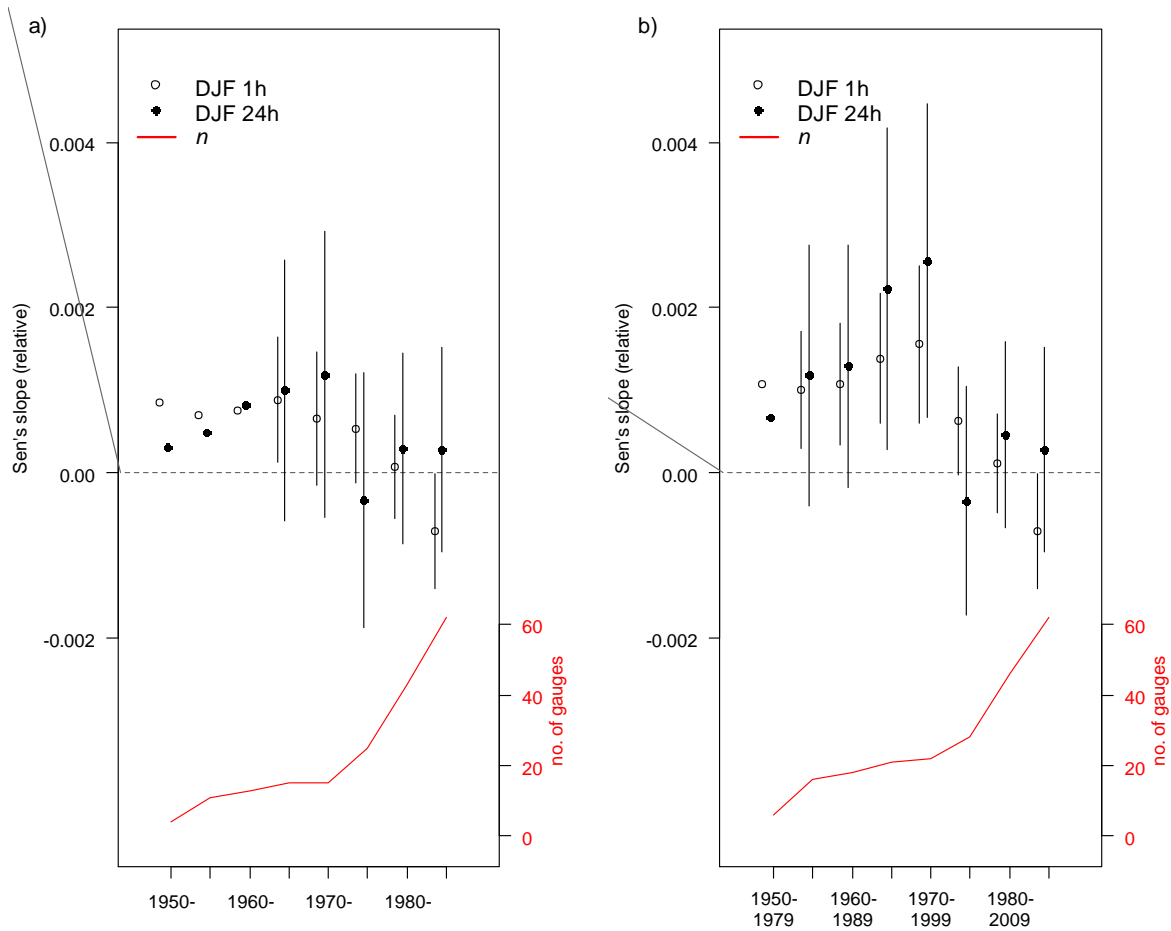 a)
DJF 1h
DJF 24h
n
0.004
0.002
0.00
-0.002
Sen's slope (relative)
60
40
20
0
no. of gauges
1950-
1960-
1970-
1980-
b)
DJF 1h
DJF 24h
n
0.004
0.002
0.00
-0.002
Sen's slope (relative)
60
40
20
0
no. of gauges
1950-
1979
1960-
1989
1970-
1999
1980-
2009